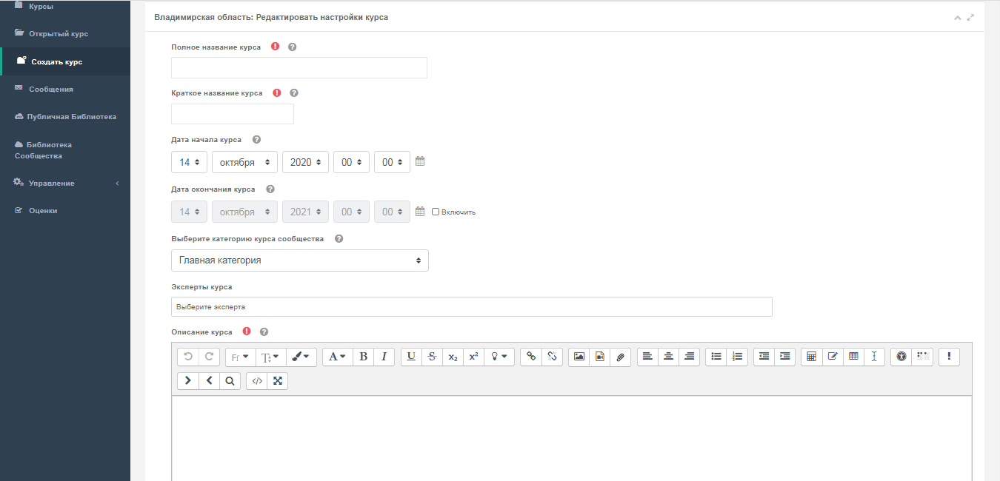 Курсы
Открытый курс
Создать курс
Сообщения
Публичная Библиотека
Библиотека
Сообщества
Управление
Оценки
Владимирская область: Редактировать настройки курса
Полное название курса
Краткое название курса
Дата начала курса
14 октября 2020 00 00
Дата окончания курса
14 октября 2021 00 00 Включить
Выберите категорию курса сообщества
Главная категория
Эксперты курса
Выберите эксперта
Описание курса